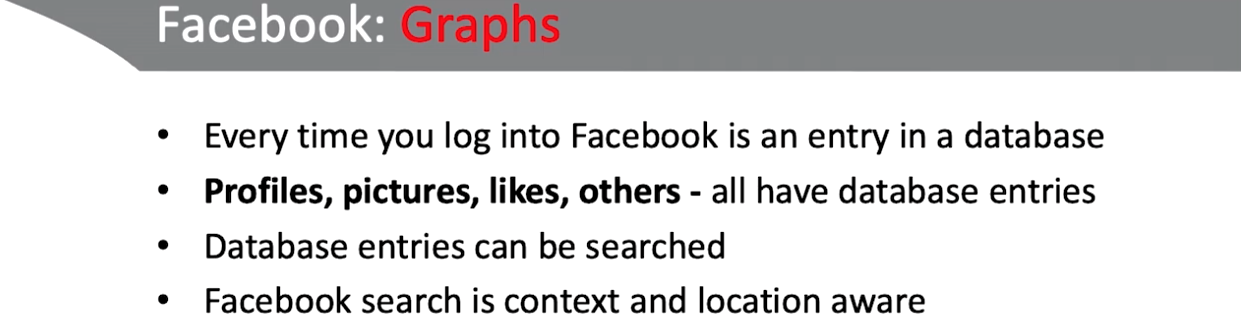 Facebook: Graphs
• Every time you log into Facebook is an entry in a database
• Profiles, pictures, likes, others - all have database entries
• Database entries can be searched
• Facebook search is context and location aware